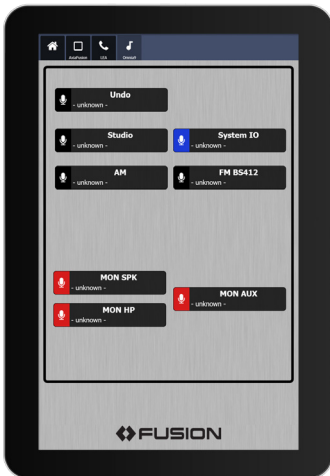 AxiaFusion LEA Omnia9
Undo
- unknown -
Studio System IO
- unknown - - unknown -
AM FM BS412
- unknown - - unknown -
MON SPK
- unknown -
MON AUX
- unknown -
MON HP
- unknown -
FUSION